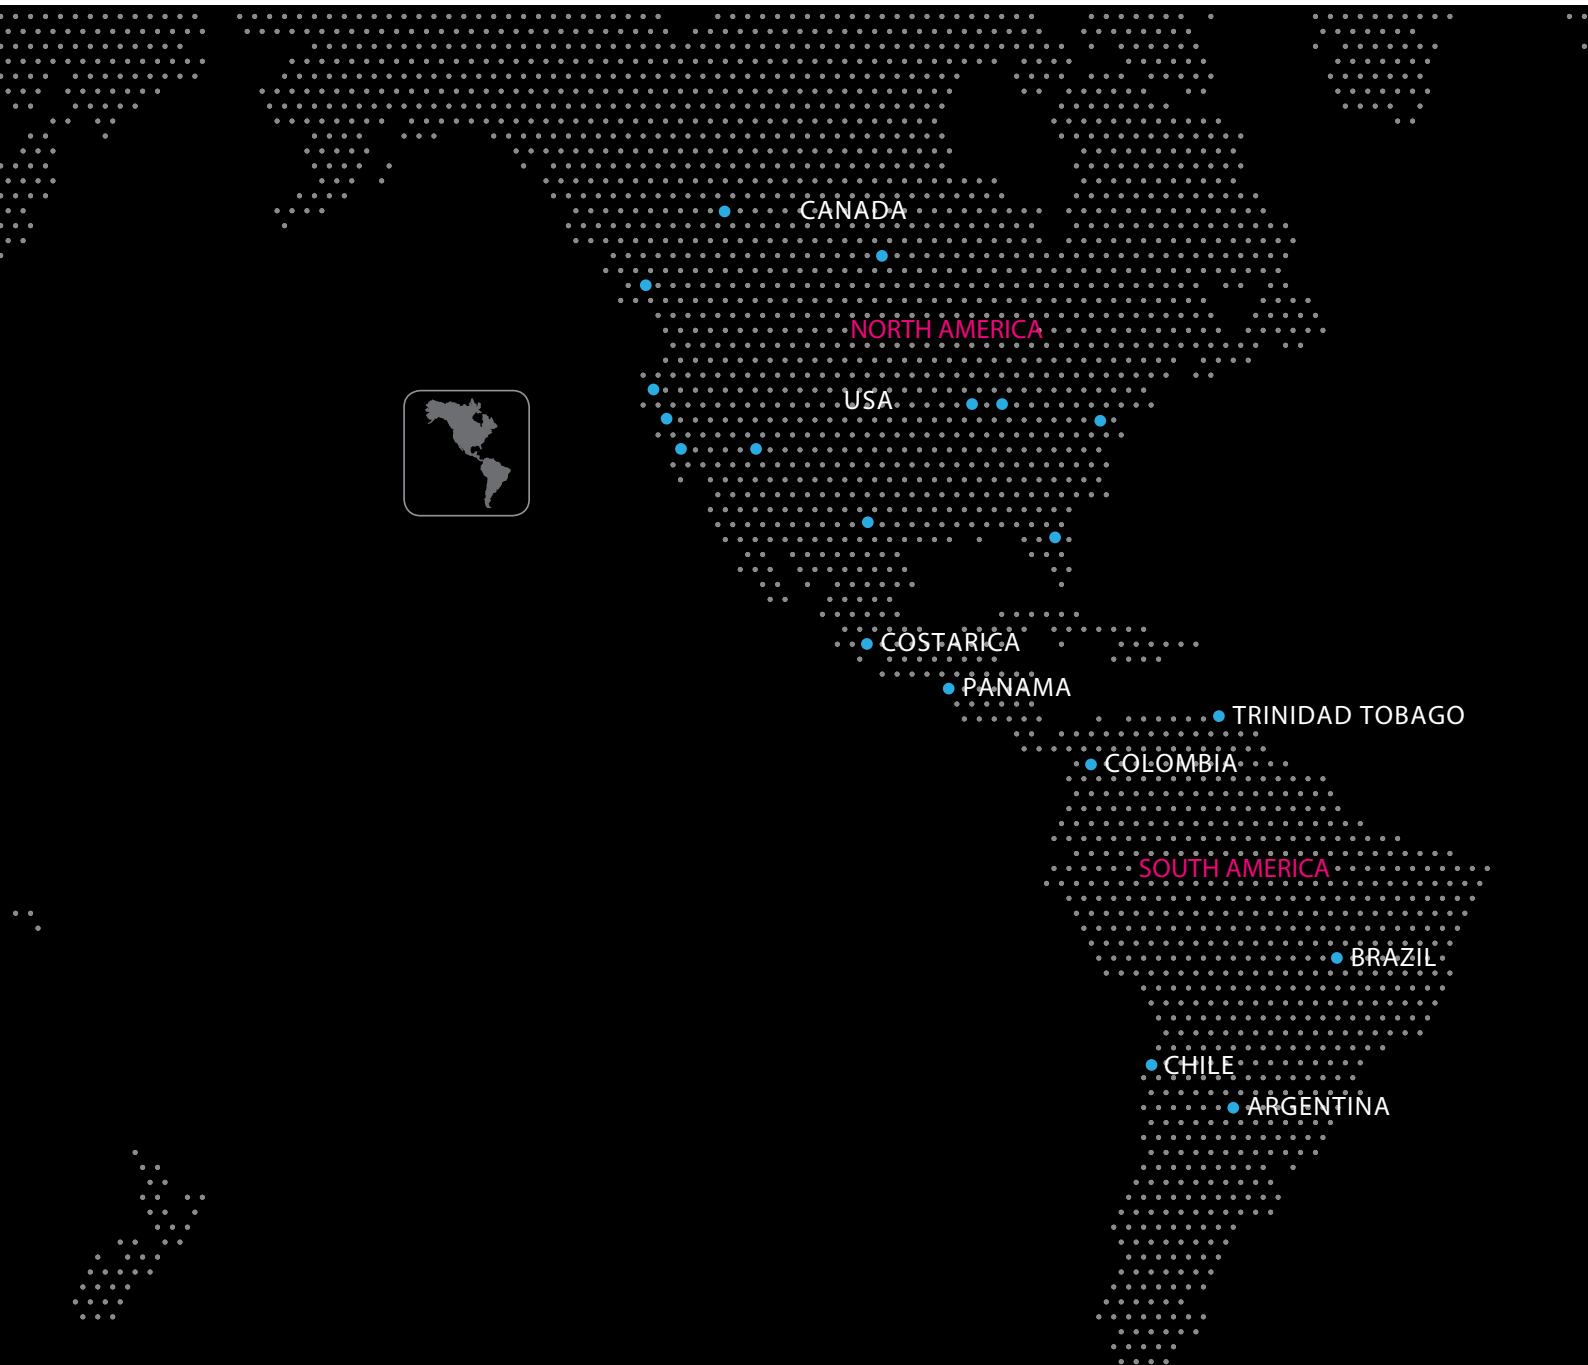 CANADA
NORTH AMERICA
USA
COSTARICA
PANAMA
TRINIDAD TOBAGO
COLOMBIA
SOUTH AMERICA
BRAZIL
CHILE
ARGENTINA